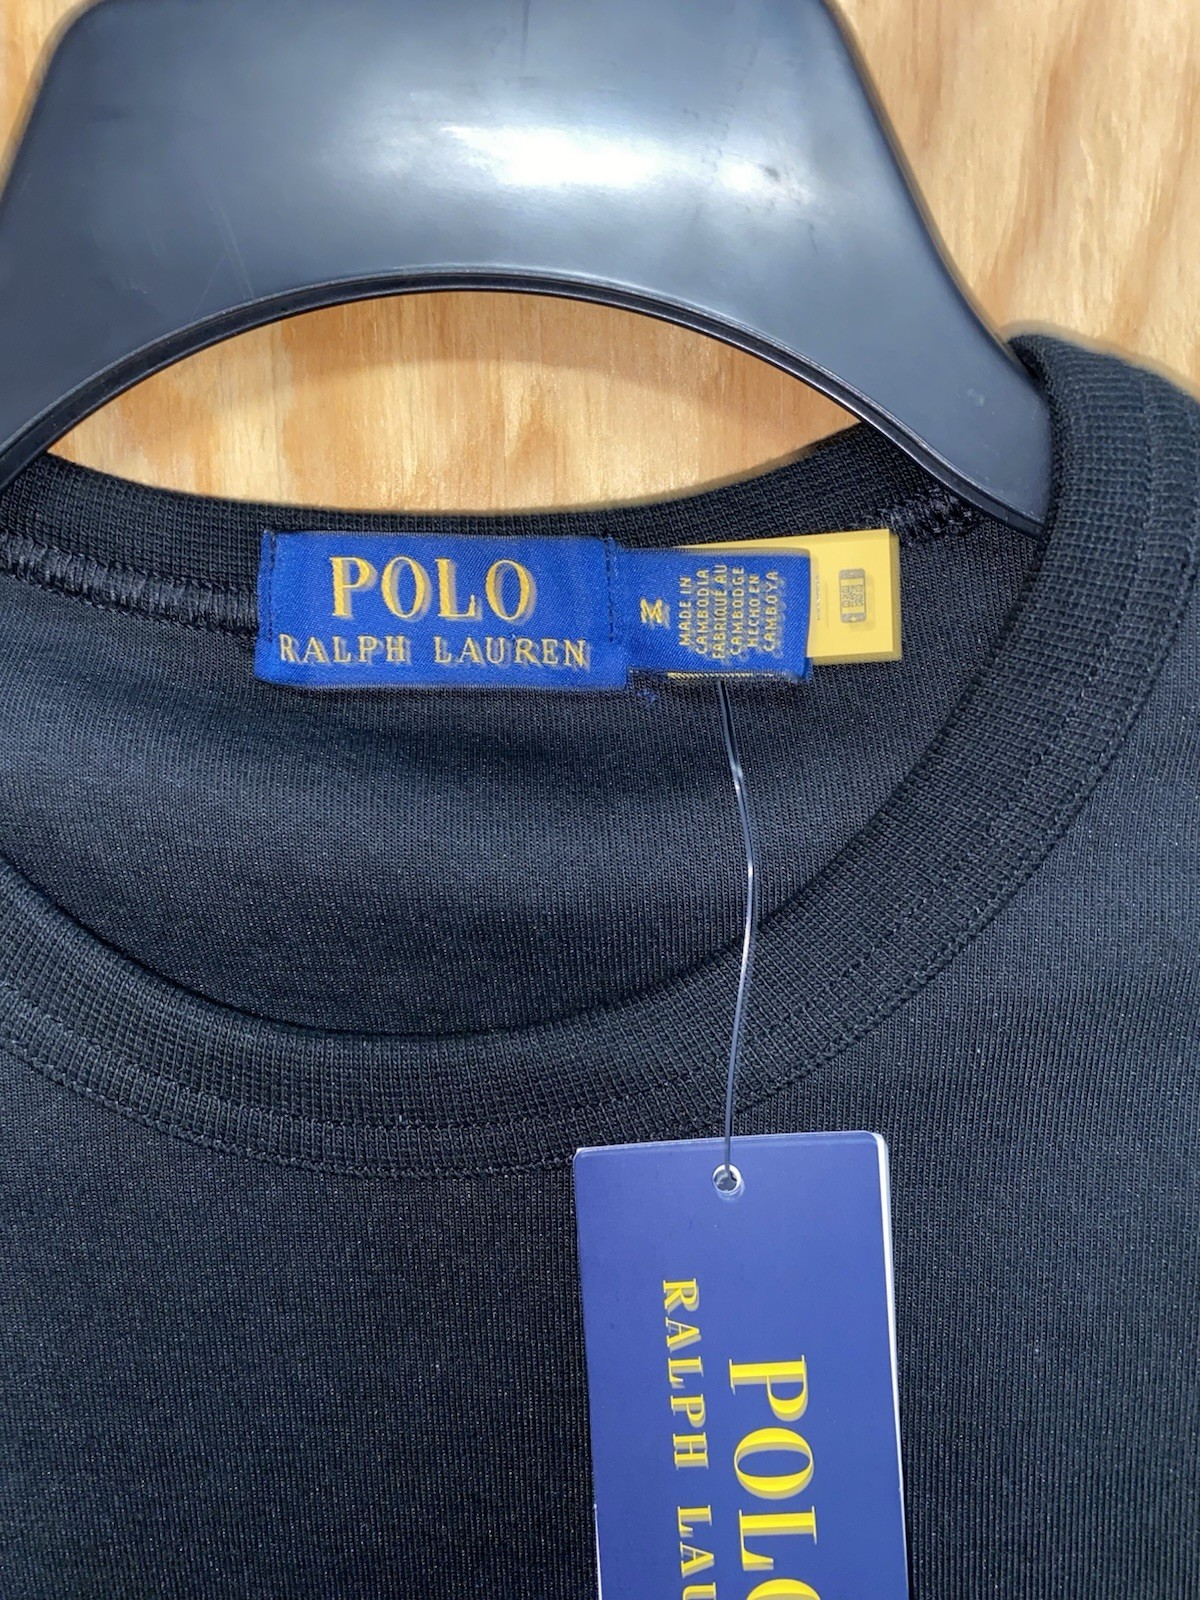 POLO
RALPH LAUREN
M
MADE IN
CAMBODIA
FABRIQUÉ AU
CAMBODGE
HECHO EN
CAMBOYA
POLO
RALPH LAU